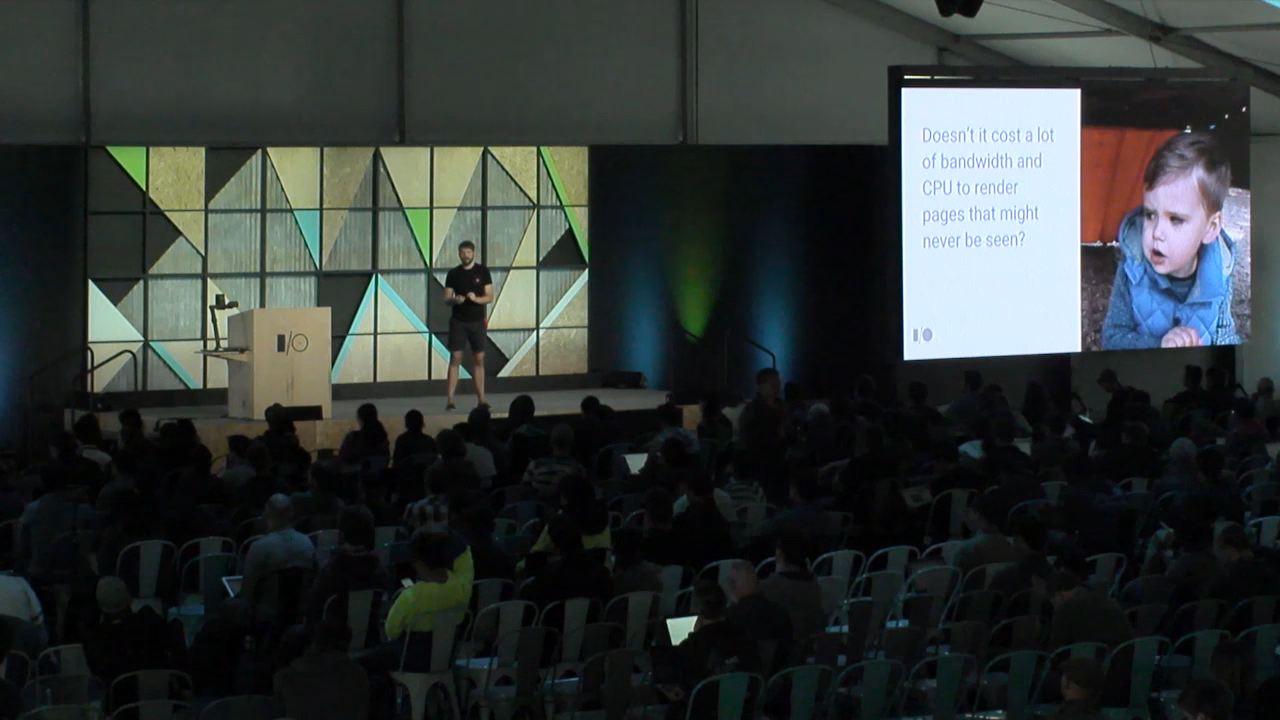 I/O
Doesn't it cost a lot
of bandwidth and
CPU to render
pages that might
never be seen?
I/O